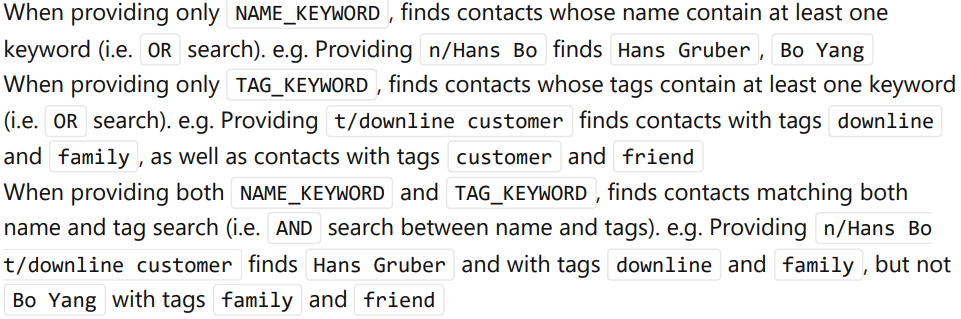 When providing only NAME_KEYWORD, finds contacts whose name contain at least one
keyword (i.e. OR search). e.g. Providing n/Hans Bo finds Hans Gruber, Bo Yang
When providing only TAG_KEYWORD, finds contacts whose tags contain at least one keyword
(i.e. OR search). e.g. Providing t/downline customer finds contacts with tags downline
and family, as well as contacts with tags customer and friend
When providing both NAME_KEYWORD and TAG_KEYWORD, finds contacts matching both
name and tag search (i.e. AND search between name and tags). e.g. Providing n/Hans Bo
t/downline customer finds Hans Gruber and with tags downline and family, but not
Bo Yang with tags family and friend